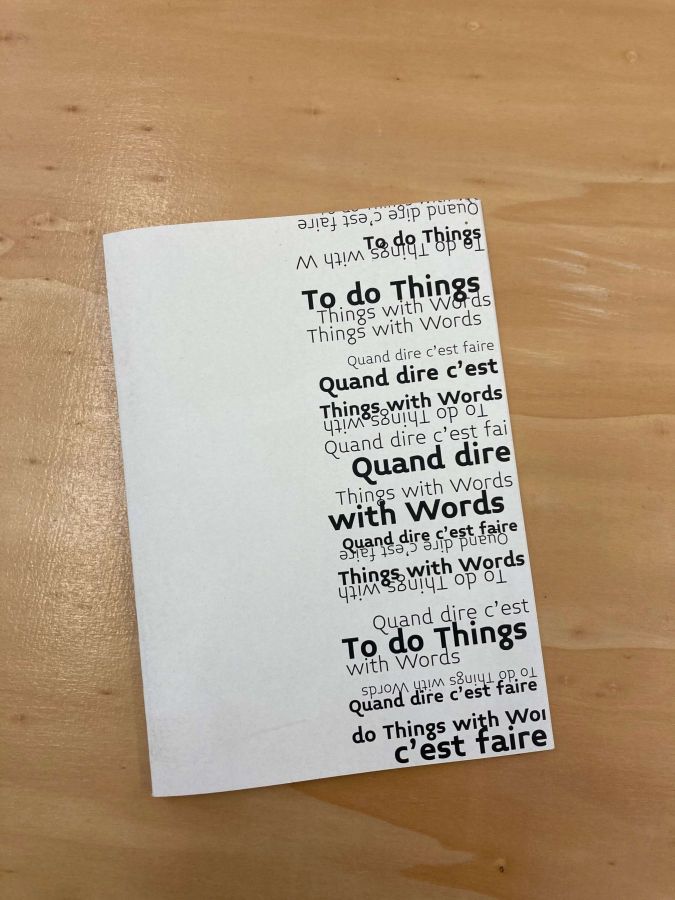 Quand dige c'est faire
To do Things
To do Things with W
To do Things
Things with Words
Things with Words
Quand dire c'est faire
Quand dire c'est
Things with Words
To do Things with
Quand dire c'est fai
Quand dire
Things with Words
with Words
Quand dire c'est faire
Quand dire c'est faire
Things with Words
To do Things with
Quand dire c'est
To do Things
with Words
To do Things with Words
Quand dire c'est faire
do Things with Wor
c'est faire